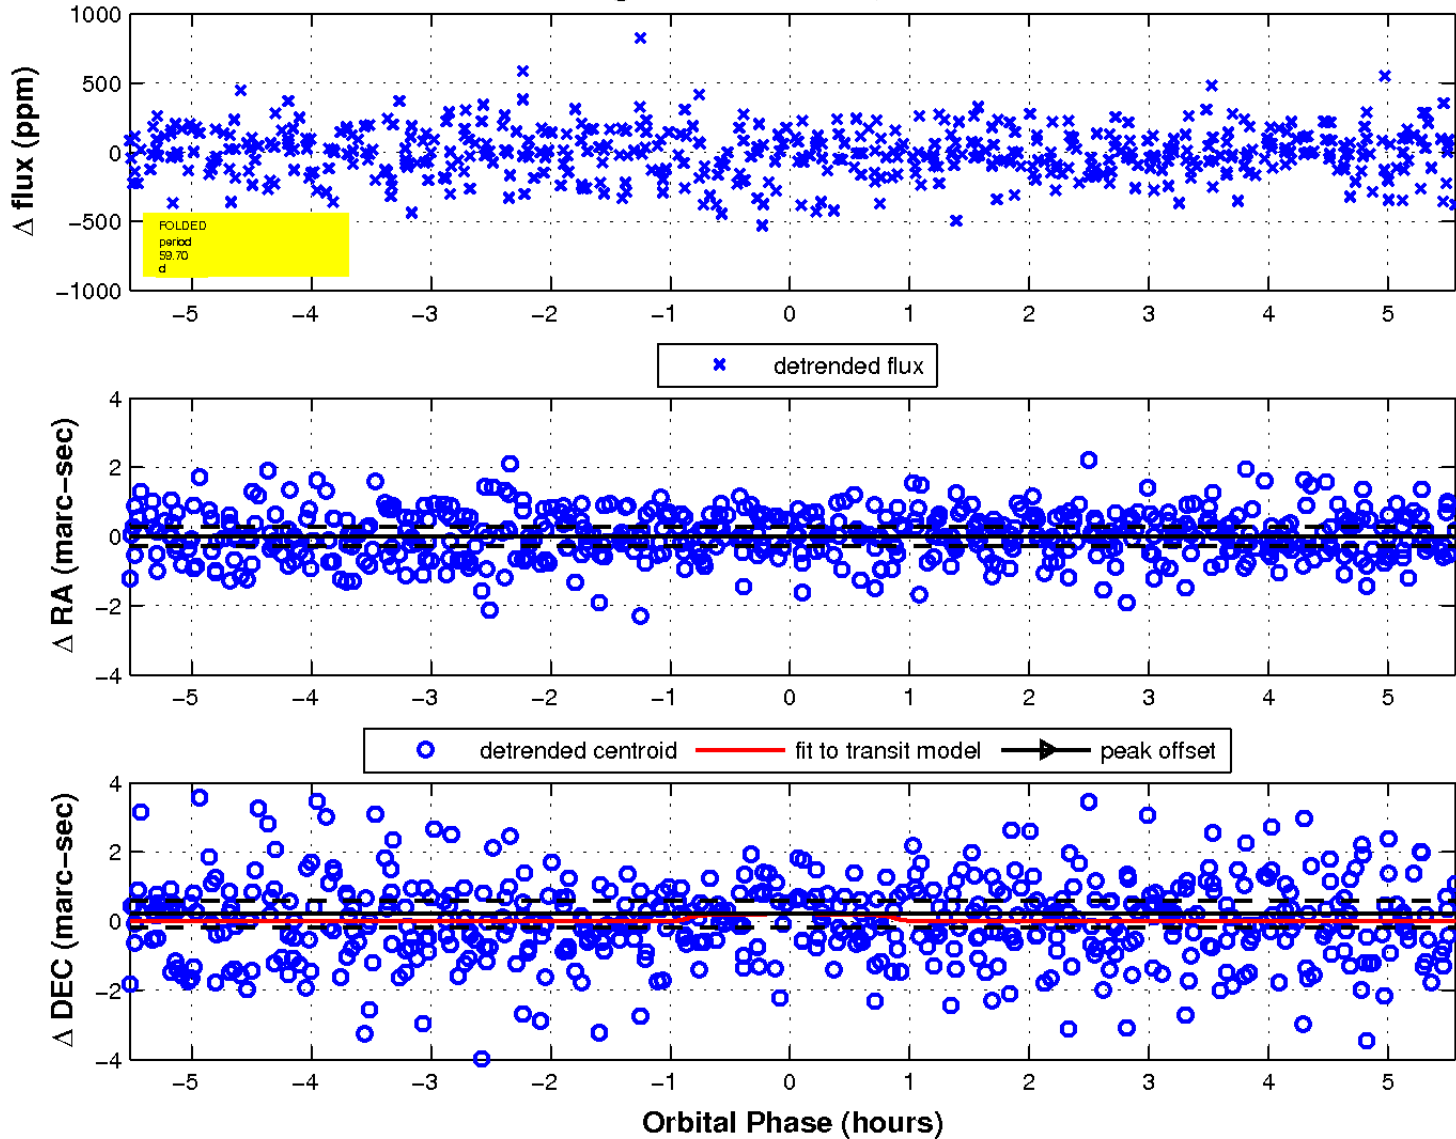 1000
500
0
−500
−1000
Δ flux (ppm)
FOLDED
period
59.70
d
−5 −4 −3 −2 −1 0 1 2 3 4 5
detrended flux
4
2
0
−2
−4
Δ RA (marc−sec)
−5 −4 −3 −2 −1 0 1 2 3 4 5
detrended centroid fit to transit model peak offset
4
2
0
−2
−4
Δ DEC (marc−sec)
−5 −4 −3 −2 −1 0 1 2 3 4 5
Orbital Phase (hours)